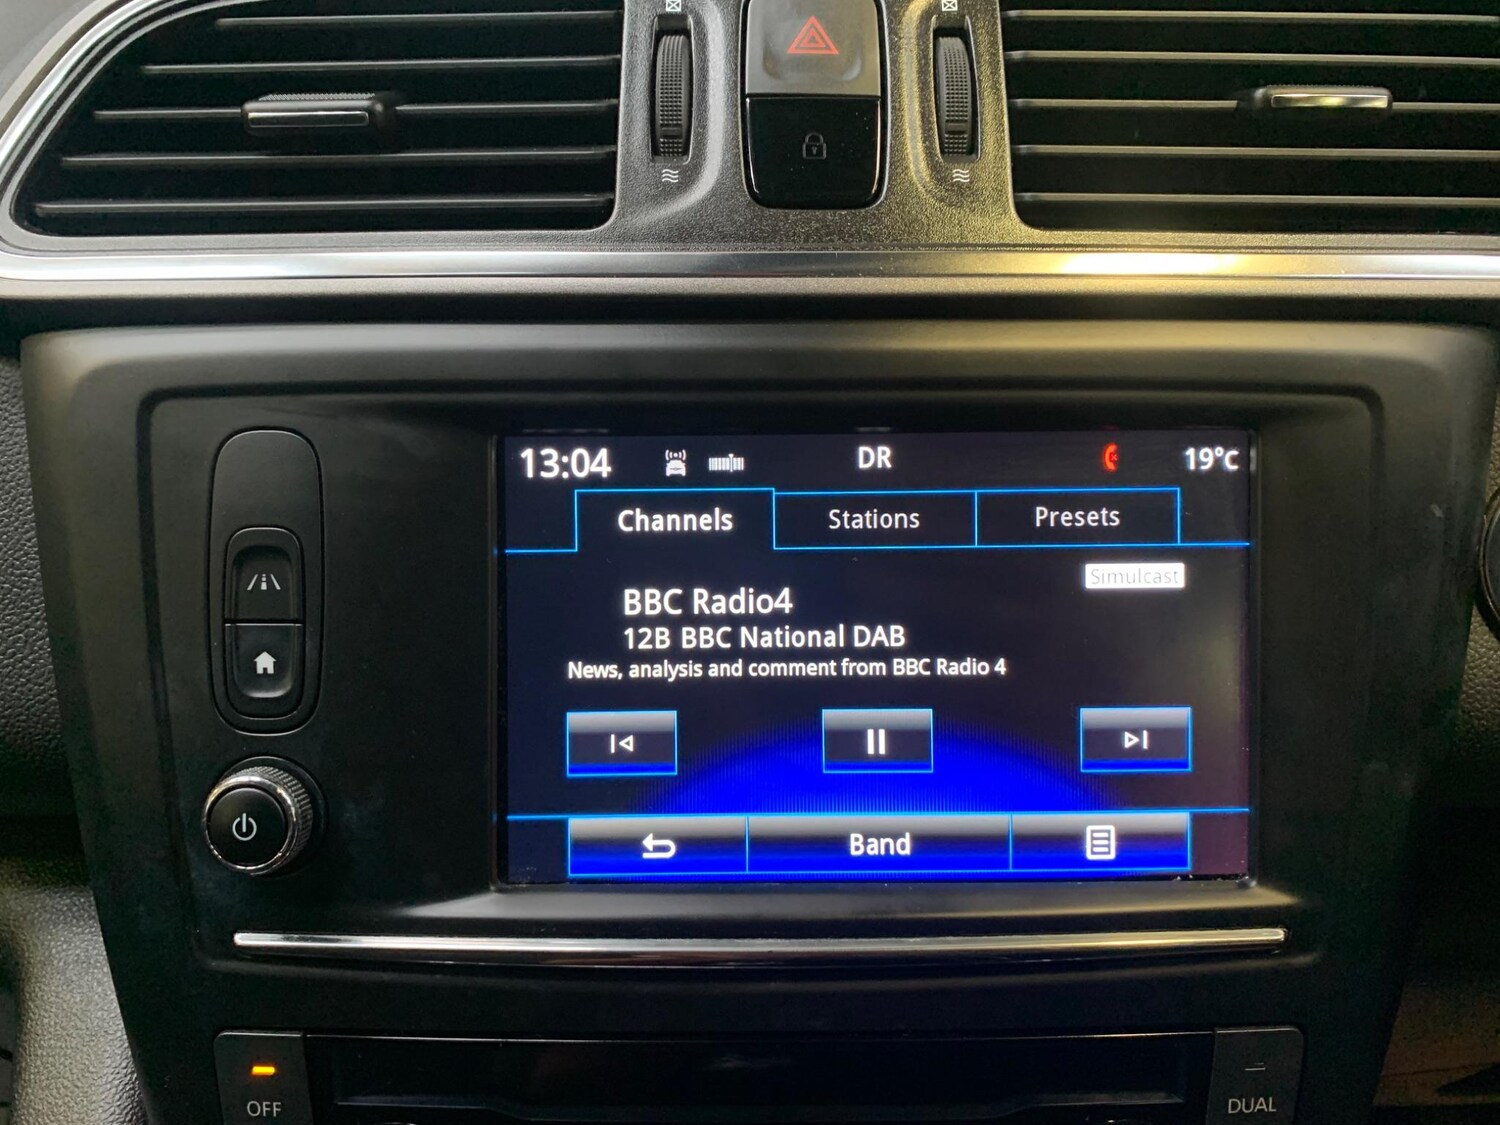 13:04 DR 19°C
Channels Stations Presets
Simulcast
BBC Radio4
12B BBC National DAB
News, analysis and comment from BBC Radio 4
Band
OFF DUAL